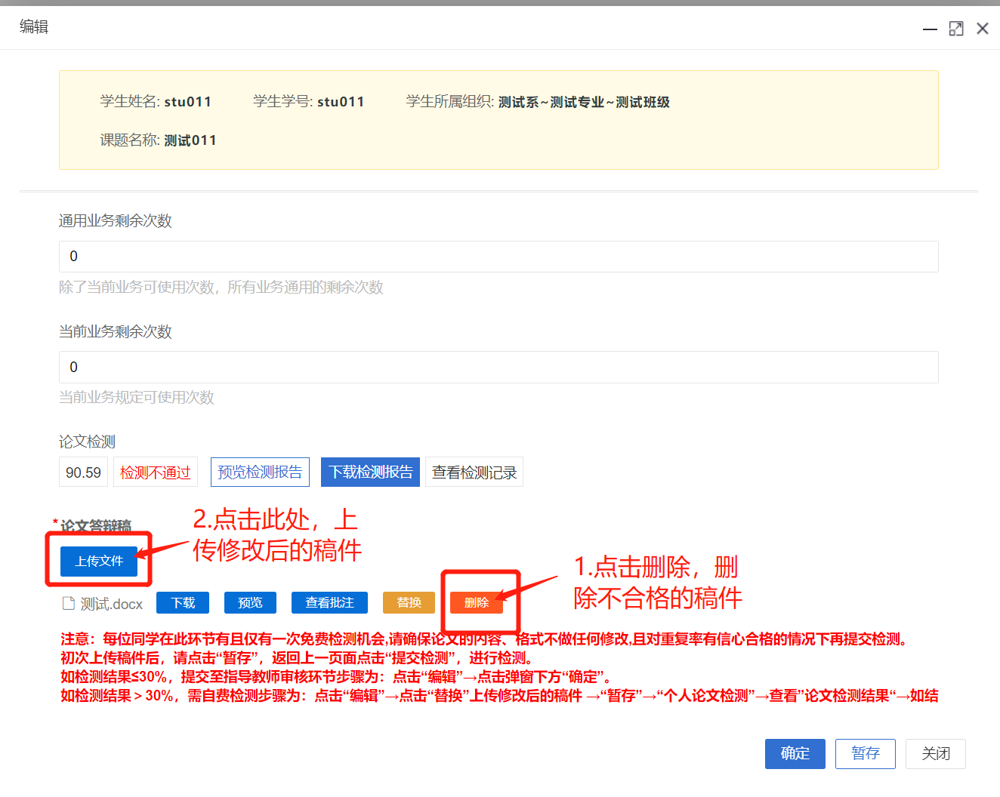 编辑
学生姓名: stu011 学生学号: stu011 学生所属组织: 测试系~测试专业~测试班级
课题名称: 测试011
通用业务剩余次数
0
除了当前业务可使用次数，所有业务通用的剩余次数
当前业务剩余次数
0
当前业务规定可使用次数
论文检测
90.59 检测不通过 预览检测报告 下载检测报告 查看检测记录
*论文答辩稿
2.点击此处，上
传修改后的稿件
上传文件
1.点击删除，删
除不合格的稿件
测试.docx 下载 预览 查看批注 替换 删除
注意：每位同学在此环节有且仅有一次免费检测机会,请确保论文的内容、格式不做任何修改,且对重复率有信心合格的情况下再提交检测。
初次上传稿件后，请点击“暂存”，返回上一页面点击“提交检测”，进行检测。
如检测结果≤30%，提交至指导教师审核环节步骤为：点击“编辑”→点击弹窗下方“确定”。
如检测结果＞30%，需自费检测步骤为：点击“编辑”→点击“替换”上传修改后的稿件 →“暂存”→“个人论文检测”→查看”论文检测结果“→如结
确定 暂存 关闭